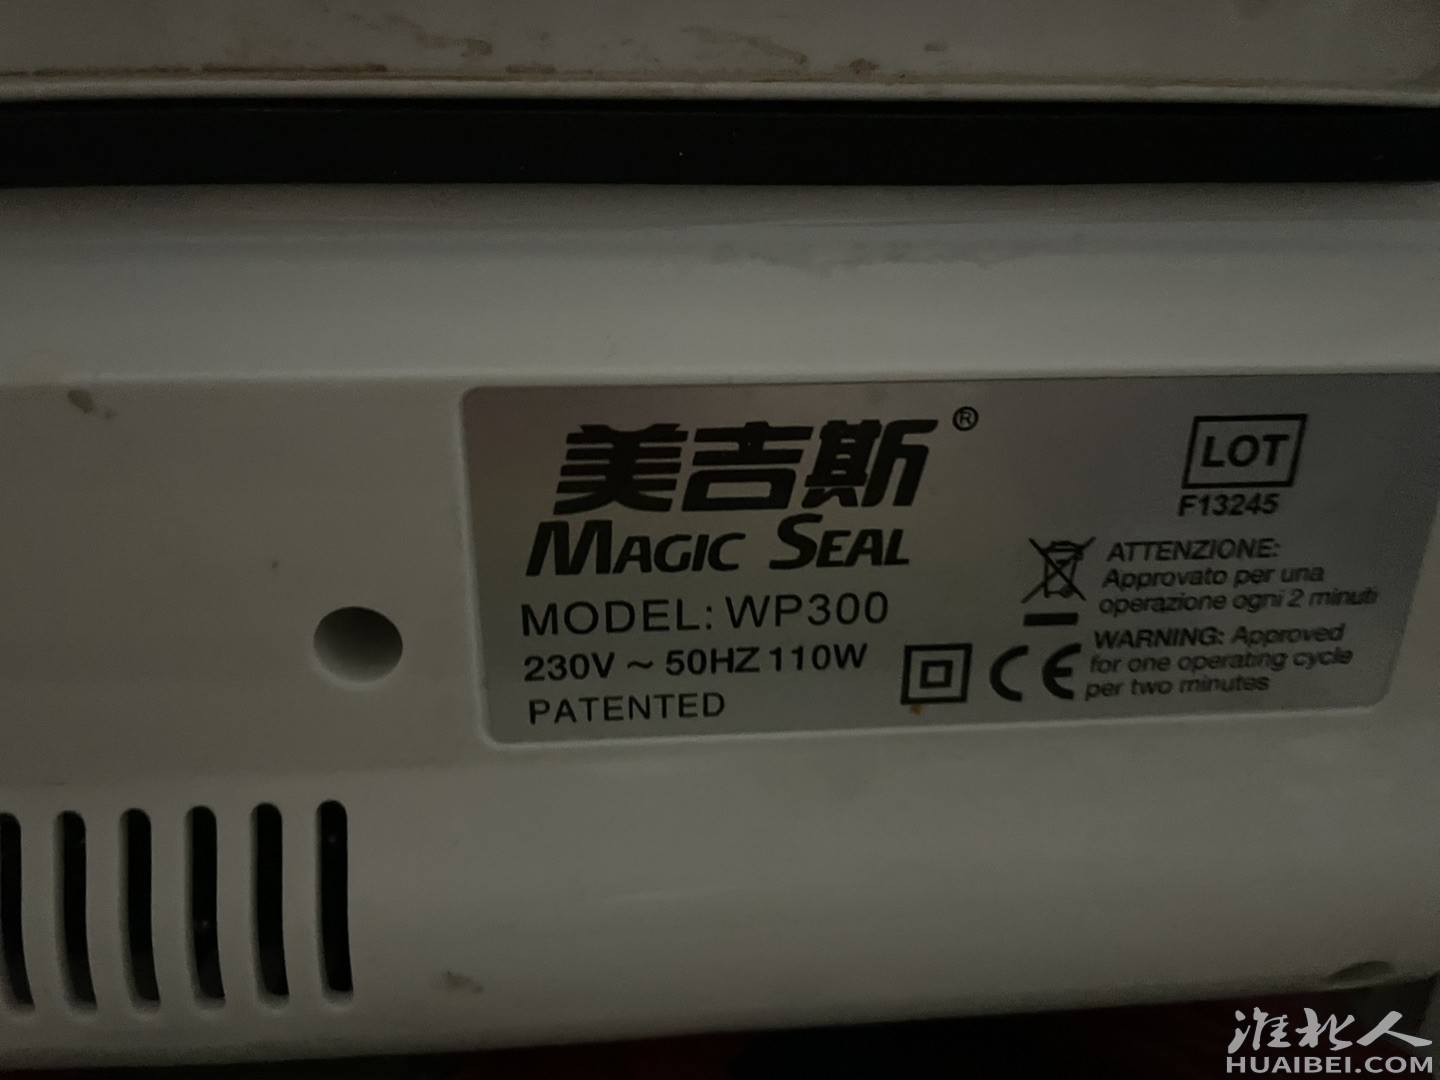 美吉斯®
MAGIC SEAL
MODEL: WP300
230V ~ 50HZ 110W
PATENTED
LOT
F13245
ATTENZIONE:
Approvato per una
operazione ogni 2 minuti
WARNING: Approved
for one operating cycle
per two minutes
CE
淮北人
HUAIBEI.COM